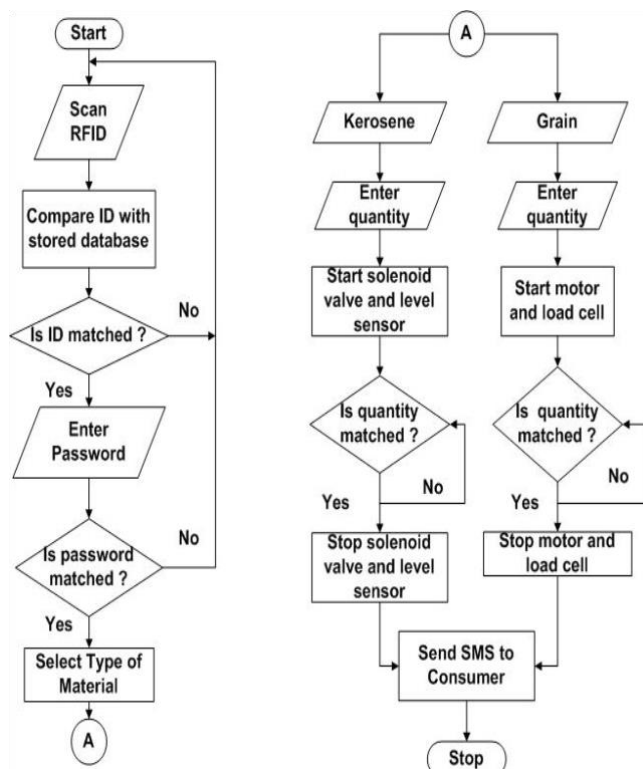 Start
Scan
RFID
Compare ID with
stored database
Is ID matched ?
No
Yes
Enter
Password
Is password
matched ?
No
Yes
Select Type of
Material
A
A
Kerosene
Grain
Enter
quantity
Enter
quantity
Start solenoid
valve and level
sensor
Start motor
and load cell
Is quantity
matched ?
Is quantity
matched ?
No
Yes
No
Yes
Stop solenoid
valve and level
sensor
Stop motor and
load cell
Send SMS to
Consumer
Stop